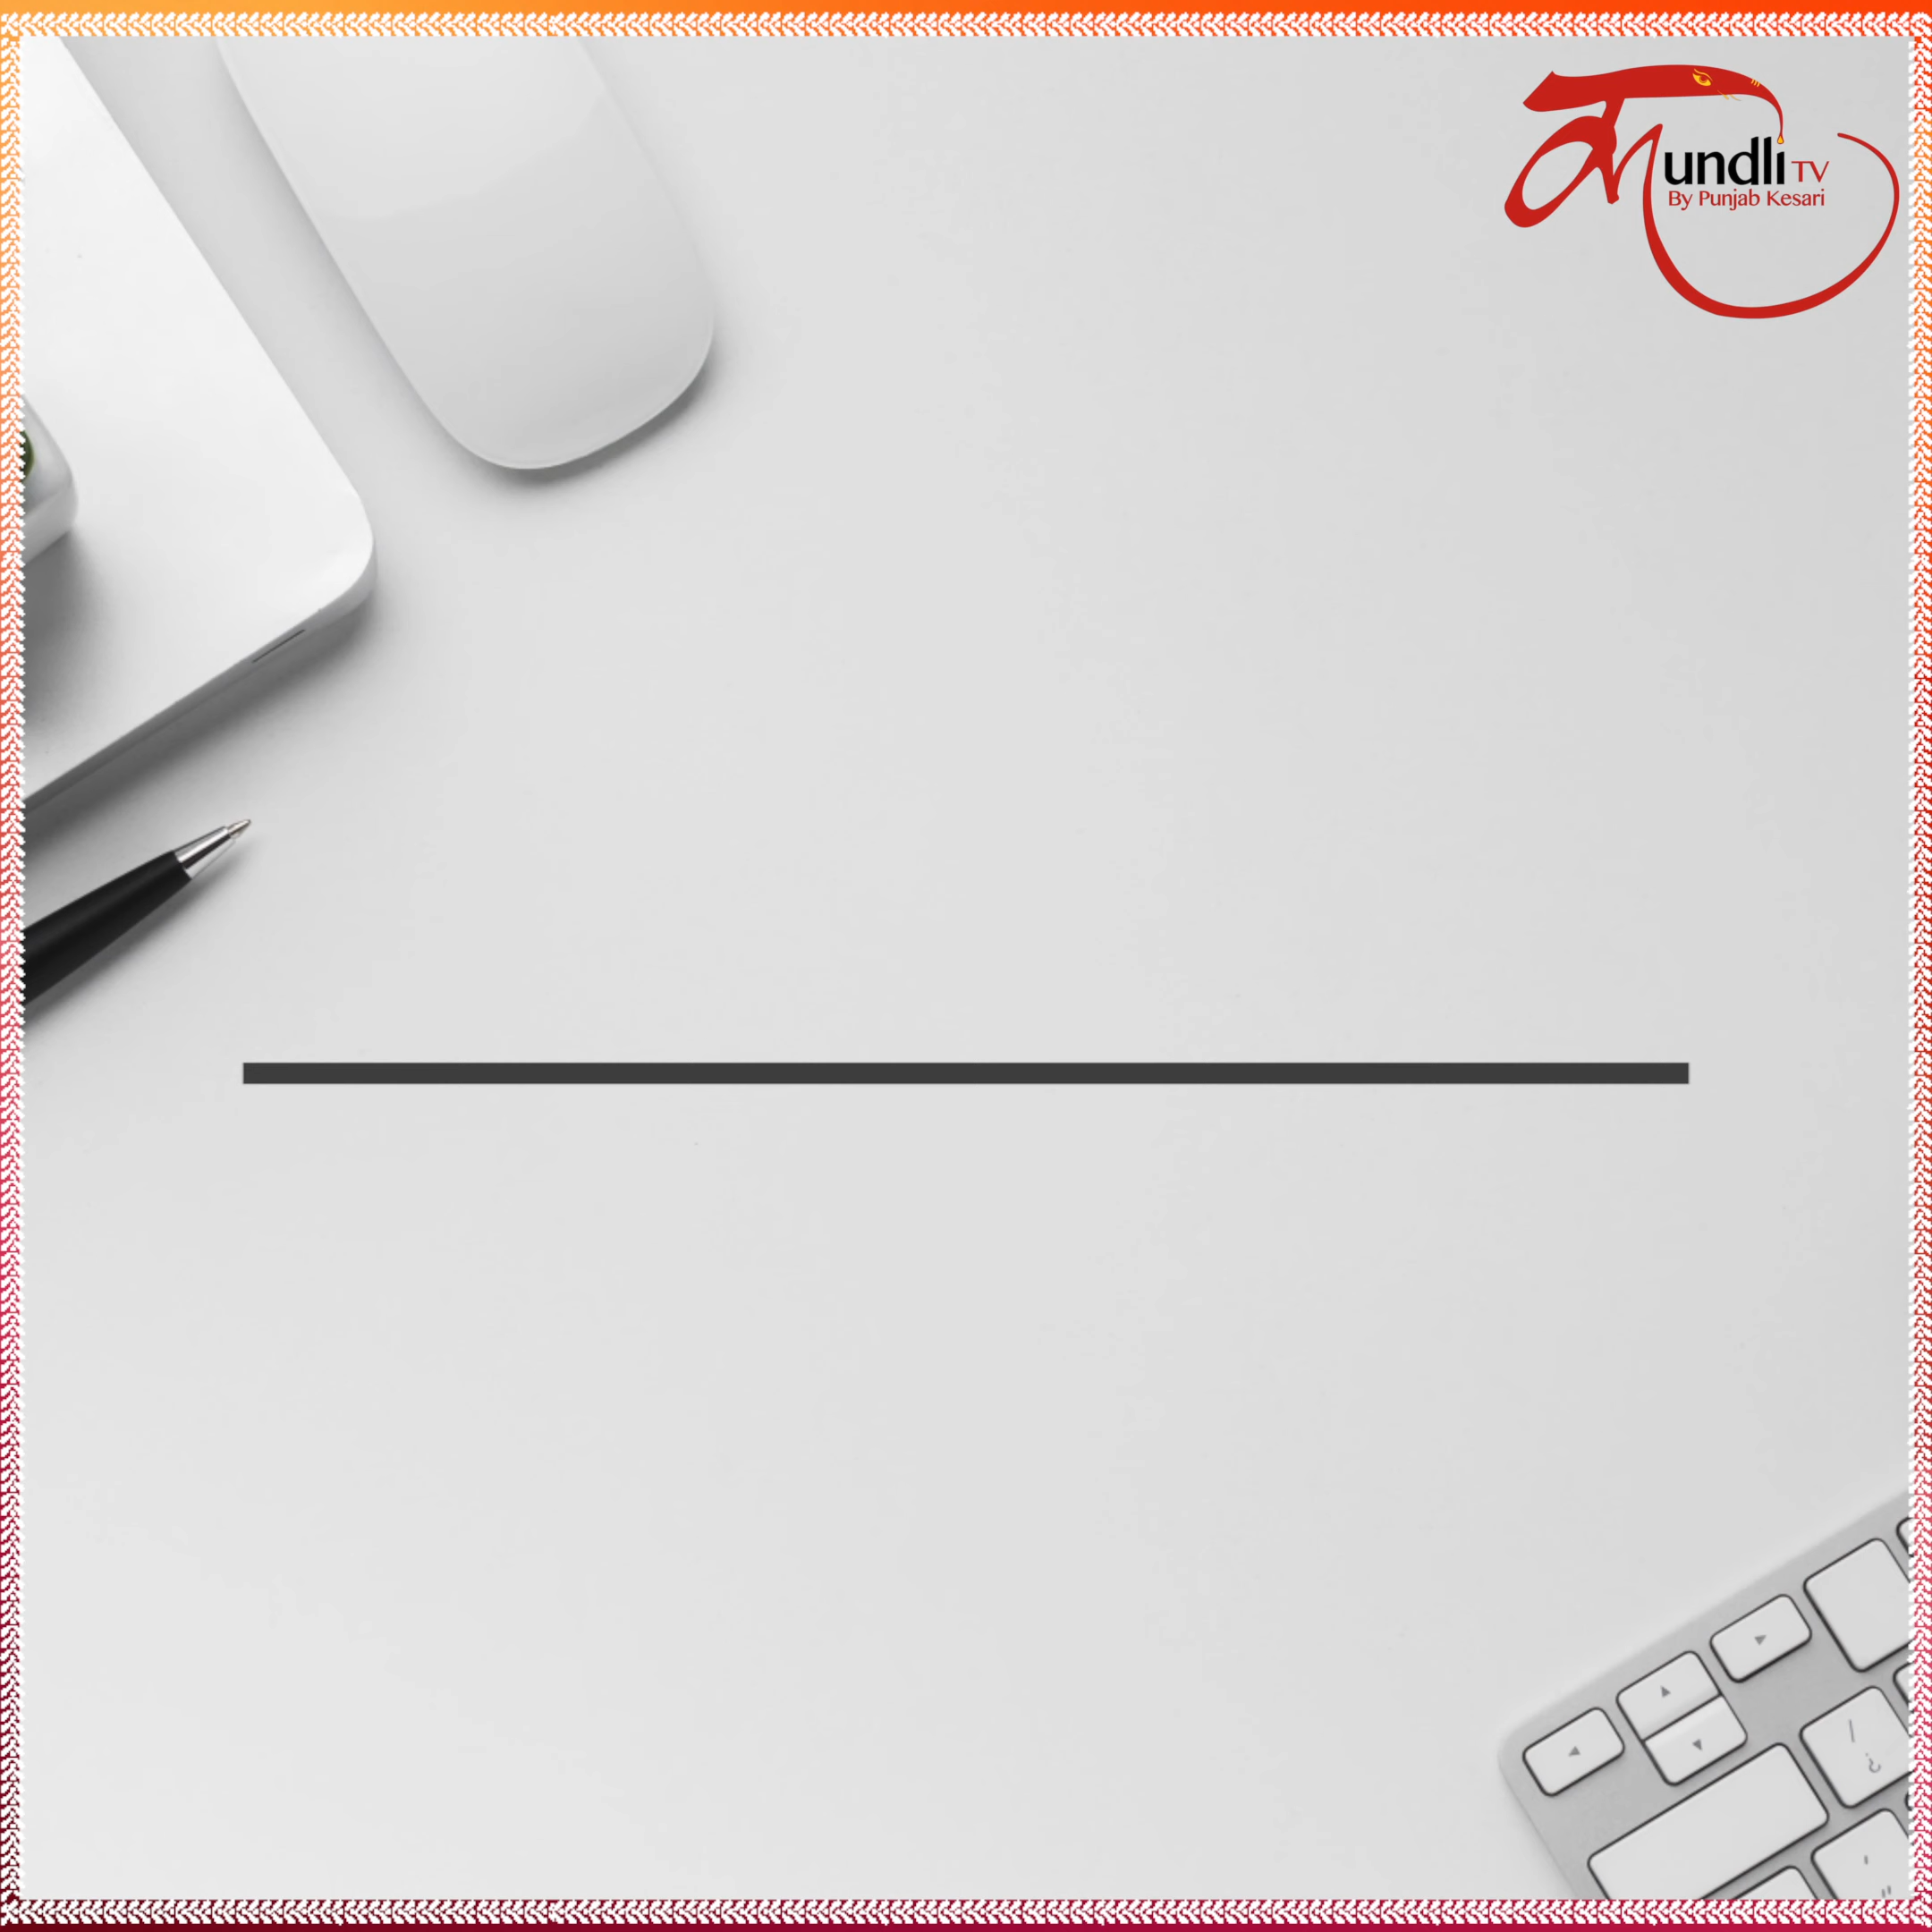 कुundli TV
By Punjab Kesari
/
?
'
"